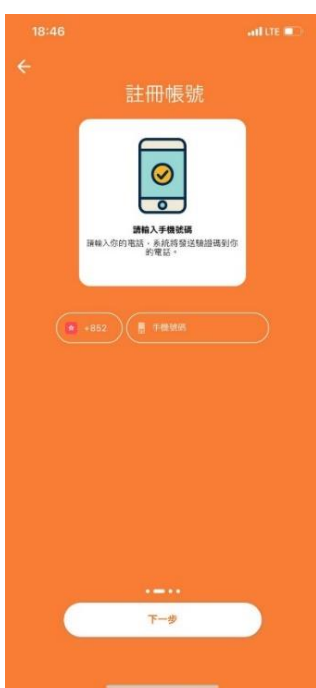 18:46
LTE
註冊帳號
請輸入手機號碼
請輸入你的電話，系統將發送驗證碼到你
的電話。
+852
手機號碼
下一步